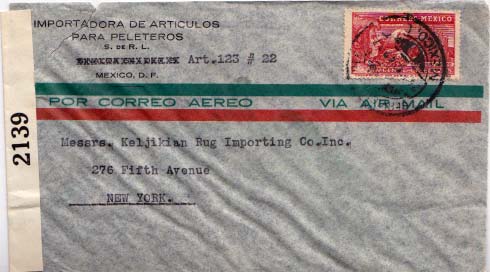 IMPORTADORA DE ARTICULOS
PARA PELETEROS
S. DE R. L.
Art.123 # 22
MEXICO, D. F.
CORREO MEXICO
POR CORREO AEREO VIA AIR MAIL
2139
Messrs. Keljikian Rug Importing Co.Inc.
276 Fifth Avenue
NEW YORK.